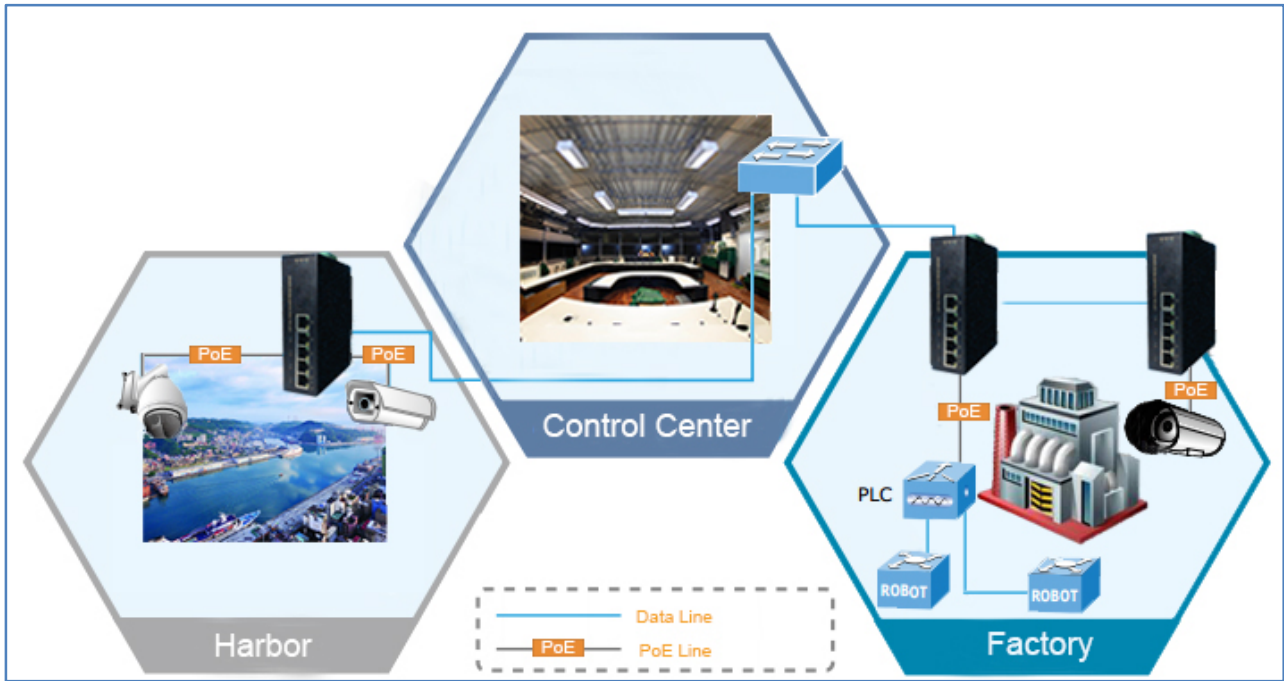 Control Center
PoE
PoE
PoE
PoE
PLC
ROBOT
ROBOT
Harbor
Factory
Data Line
PoE
PoE Line